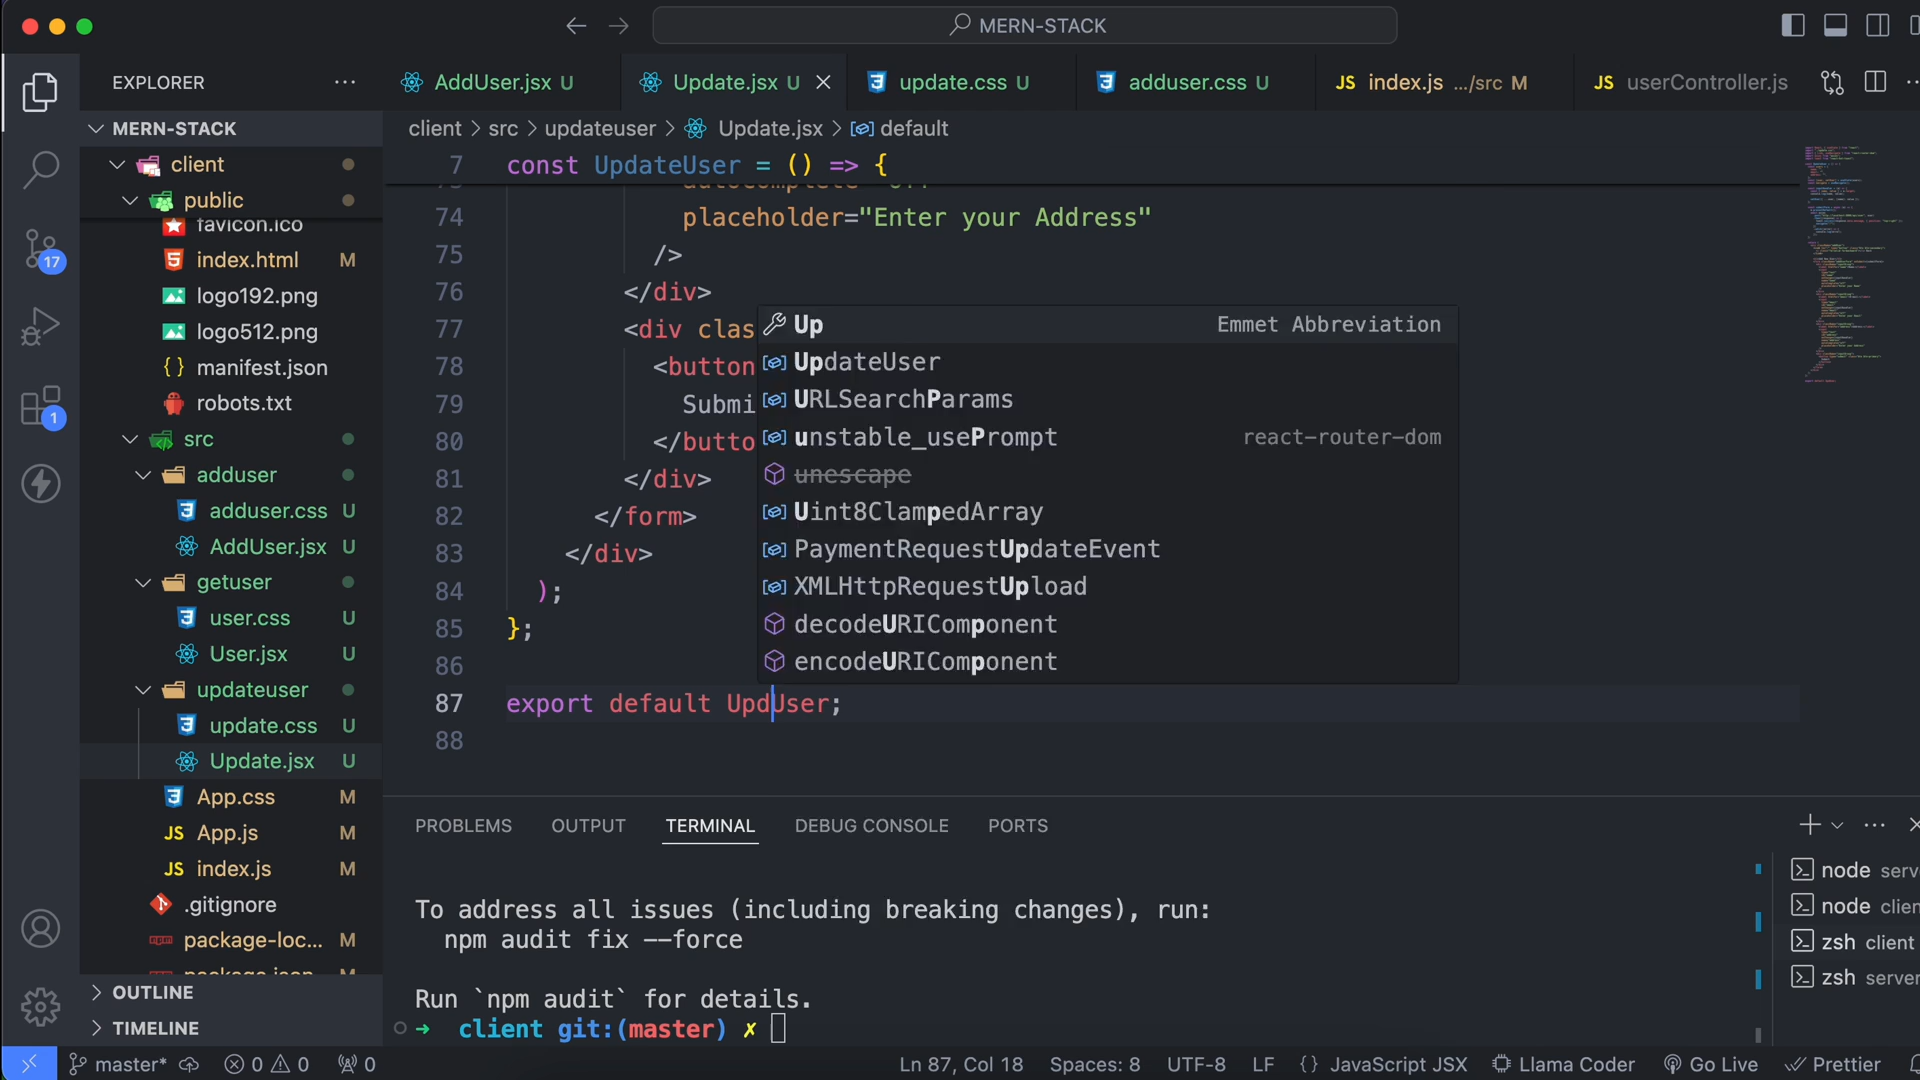 MERN-STACK
EXPLORER
AddUser.jsx U
Update.jsx U
update.css U
adduser.css U
JS index.js .../src M
JS userController.js
MERN-STACK
client > src > updateuser > Update.jsx > default
client
public
favicon.ico
index.html M
logo192.png
logo512.png
{ } manifest.json
robots.txt
src
adduser
adduser.css U
AddUser.jsx U
getuser
user.css U
User.jsx U
updateuser
update.css U
Update.jsx U
App.css M
JS App.js M
JS index.js M
.gitignore
package-loc... M
OUTLINE
TIMELINE
17
1
7 const UpdateUser = () => {
74 placeholder="Enter your Address"
75 />
76 </div>
77 <div clas
78 <button
79 Submi
80 </butto
81 </div>
82 </form>
83 </div>
84 );
85 };
86
87 export default UpdUser;
88
Up Emmet Abbreviation
UpdateUser
URLSearchParams
unstable_usePrompt react-router-dom
unescape
Uint8ClampedArray
PaymentRequestUpdateEvent
XMLHttpRequestUpload
decodeURIComponent
encodeURIComponent
PROBLEMS OUTPUT TERMINAL DEBUG CONSOLE PORTS
To address all issues (including breaking changes), run:
npm audit fix --force
Run `npm audit` for details.
➜ client git:(master) ✗
node serv
node clien
zsh client
zsh server
master* 0 0 0
Ln 87, Col 18 Spaces: 8 UTF-8 LF {} JavaScript JSX Llama Coder Go Live Prettier